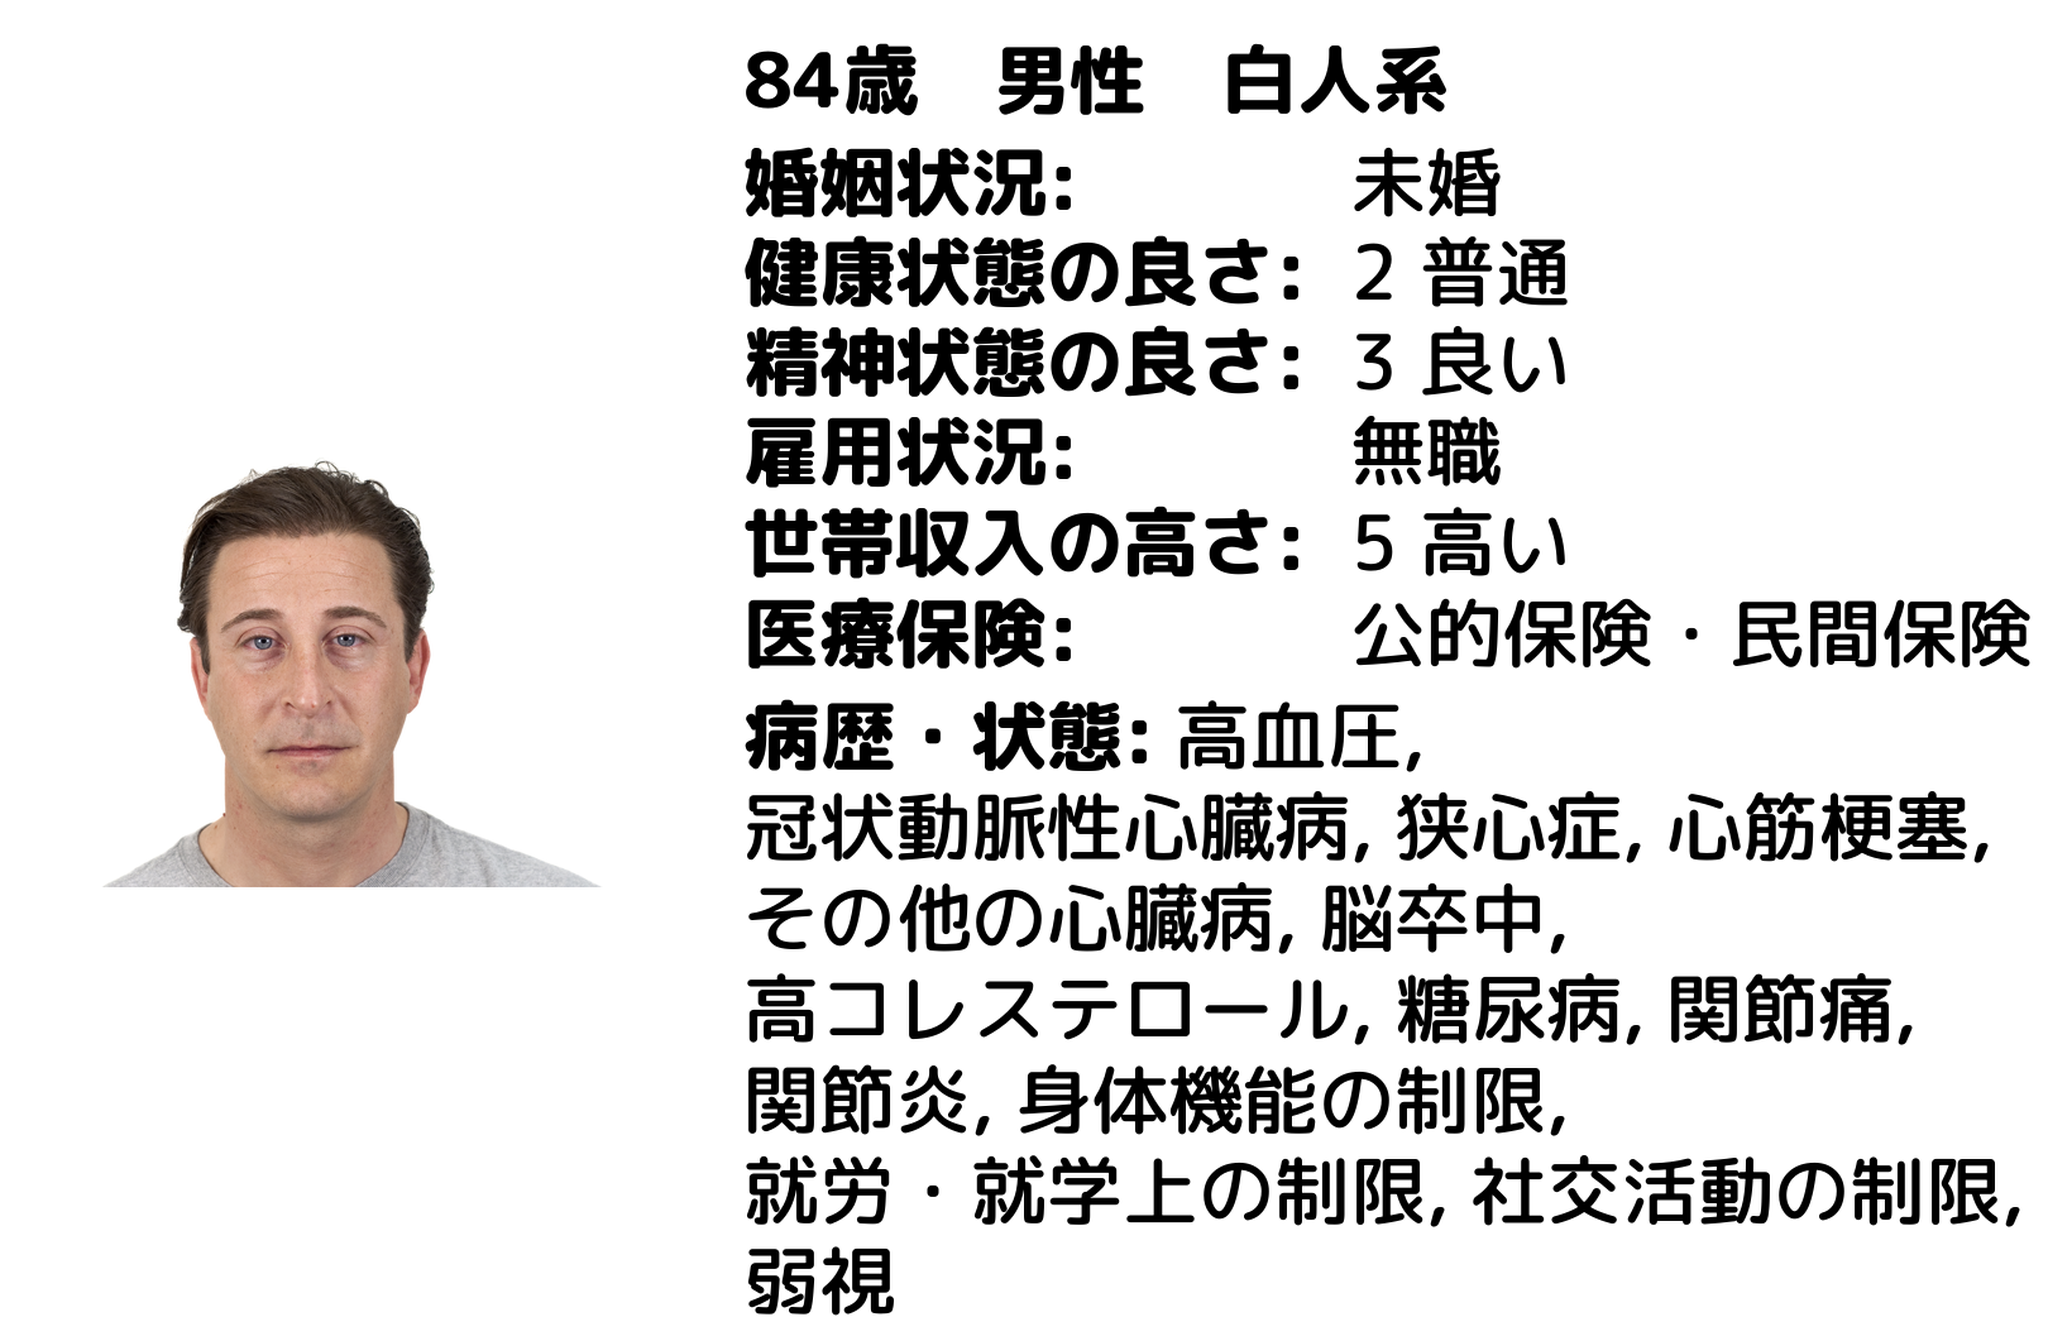 84歳　男性　白人系
婚姻状況: 未婚
健康状態の良さ: 2 普通
精神状態の良さ: 3 良い
雇用状況: 無職
世帯収入の高さ: 5 高い
医療保険: 公的保険・民間保険
病歴・状態: 高血圧,
冠状動脈性心臓病, 狭心症, 心筋梗塞,
その他の心臓病, 脳卒中,
高コレステロール, 糖尿病, 関節痛,
関節炎, 身体機能の制限,
就労・就学上の制限, 社交活動の制限,
弱視